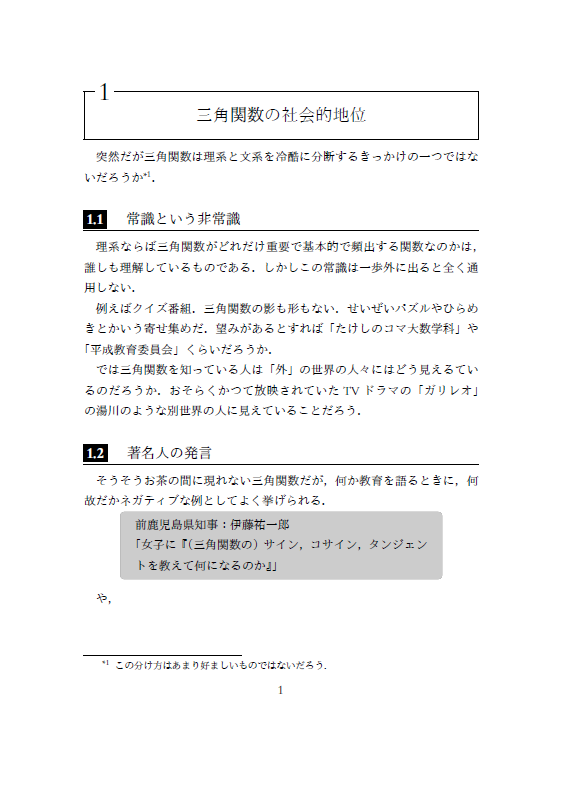 1
三角関数の社会的地位
突然だが三角関数は理系と文系を冷酷に分断するきっかけの一つではな
いだろうか*1．
1.1 常識という非常識
理系ならば三角関数がどれだけ重要で基本的で頻出する関数なのかは，
誰しも理解しているものである．しかしこの常識は一歩外に出ると全く通
用しない．
例えばクイズ番組．三角関数の影も形もない．せいぜいパズルやひらめ
きとかいう寄せ集めだ．望みがあるとすれば「たけしのコマ大数学科」や
「平成教育委員会」くらいだろうか．
では三角関数を知っている人は「外」の世界の人々にはどう見えるてい
るのだろうか．おそらくかつて放映されていた TV ドラマの「ガリレオ」
の湯川のような別世界の人に見えていることだろう．
1.2 著名人の発言
そうそうお茶の間に現れない三角関数だが，何か教育を語るときに，何
故だかネガティブな例としてよく挙げられる．
前鹿児島県知事：伊藤祐一郎
「女子に『（三角関数の）サイン，コサイン，タンジェン
トを教えて何になるのか』」
や，
*1 この分け方はあまり好ましいものではないだろう．
1